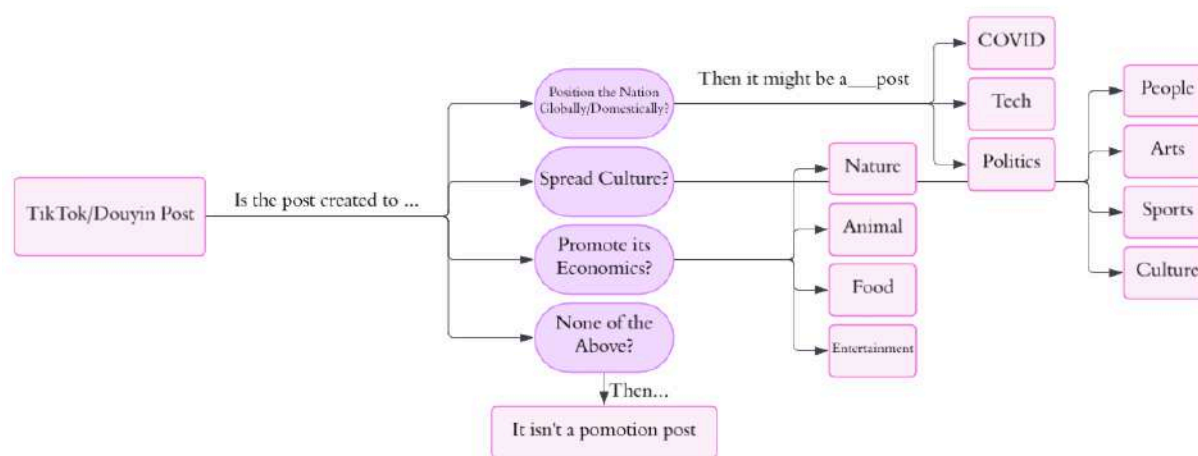 TikTok/Douyin Post
Is the post created to ...
Position the Nation
Globally/Domestically?
Then it might be a___post
COVID
Tech
Politics
Spread Culture?
People
Arts
Sports
Culture
Promote its
Economics?
Nature
Animal
Food
Entertainment
None of the
Above?
Then...
It isn't a pomotion post